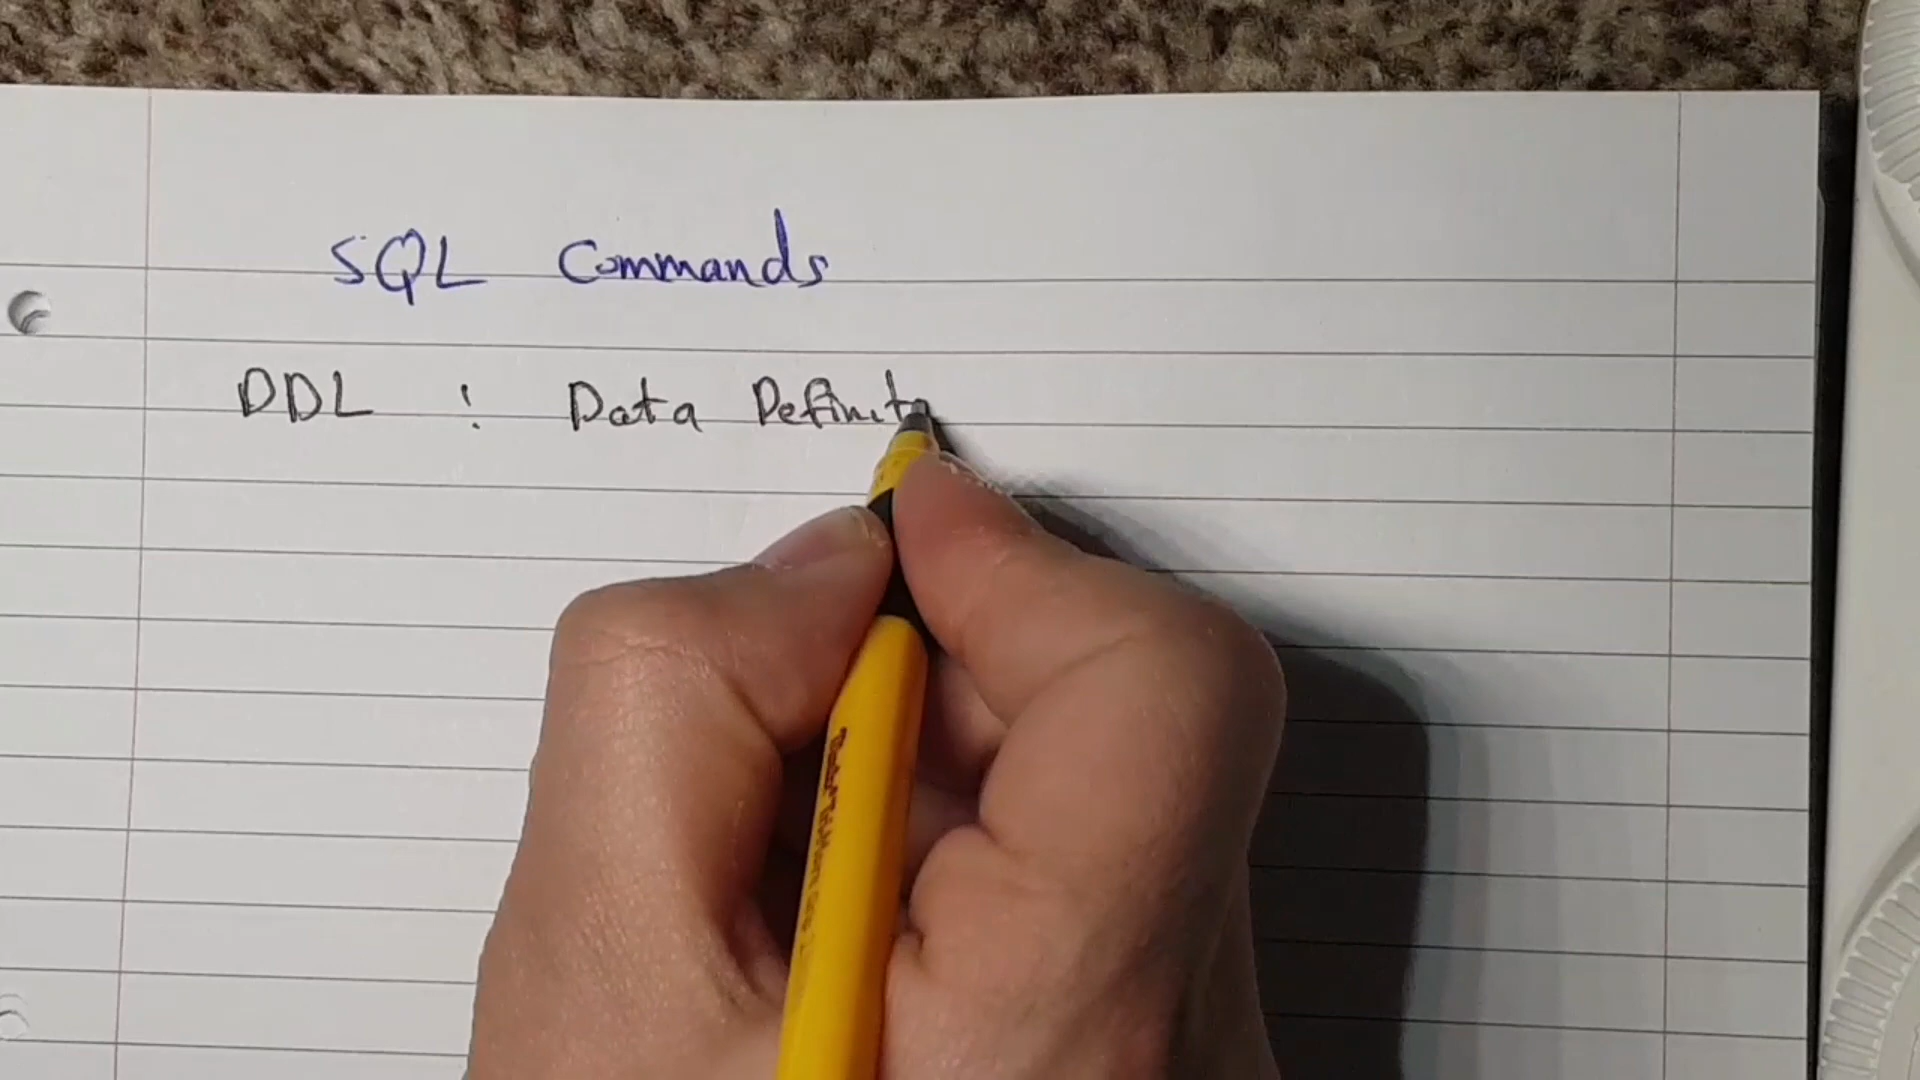 SQL Commands
DDL : Data Definit